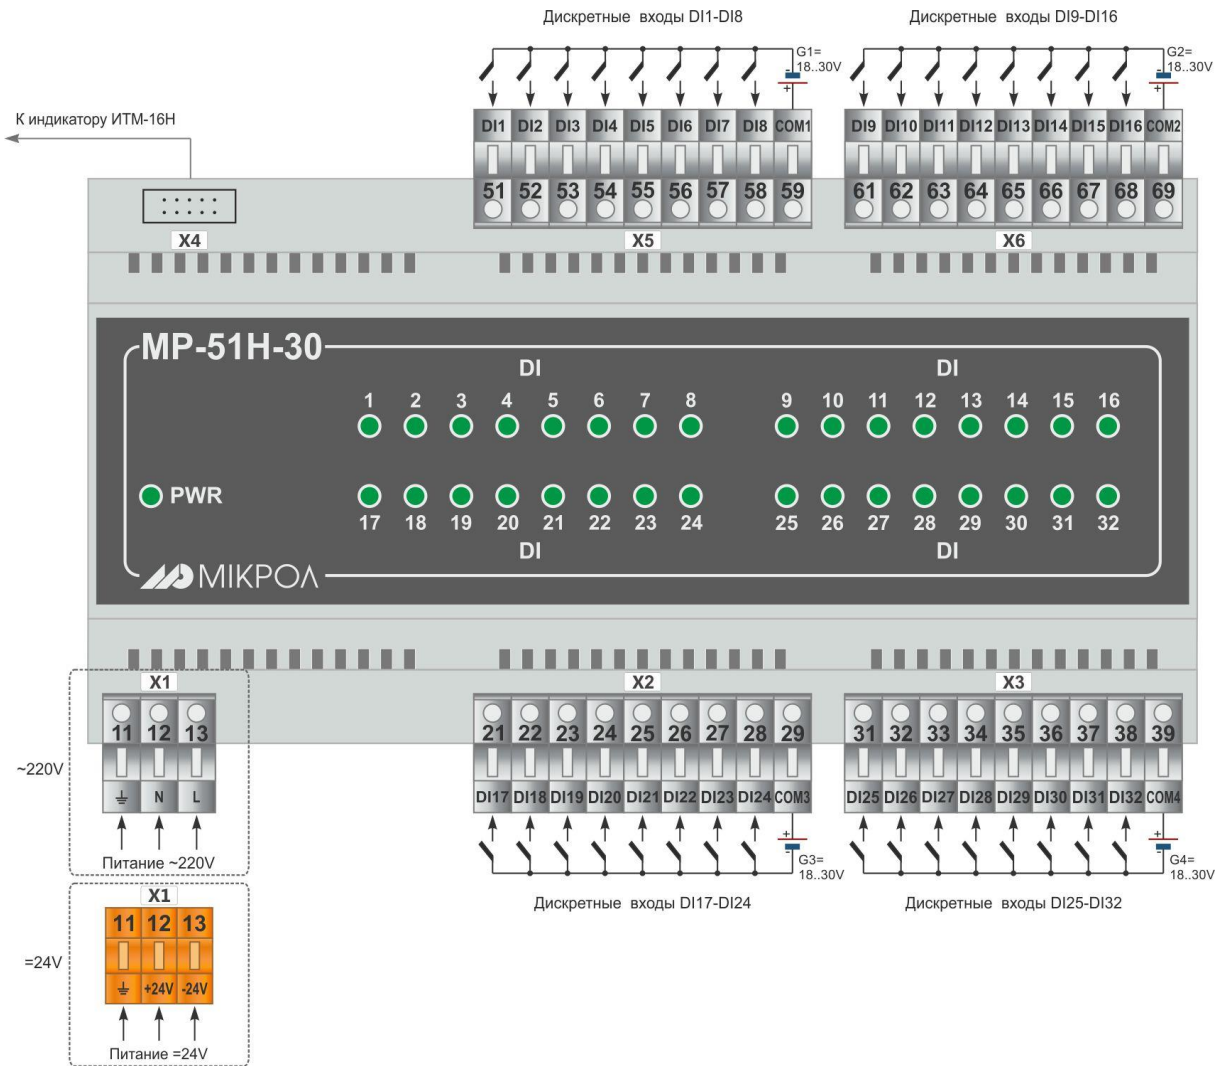 Дискретные входы DI1-DI8
Дискретные входы DI9-DI16
G1=
18..30V
G2=
18..30V
- +
- +
К индикатору ИТМ-16Н
DI1 DI2 DI3 DI4 DI5 DI6 DI7 DI8 COM1
DI9 DI10 DI11 DI12 DI13 DI14 DI15 DI16 COM2
51 52 53 54 55 56 57 58 59
61 62 63 64 65 66 67 68 69
X4
X5
X6
МР-51Н-30
DI
DI
1 2 3 4 5 6 7 8
9 10 11 12 13 14 15 16
PWR
17 18 19 20 21 22 23 24
25 26 27 28 29 30 31 32
DI
DI
МІКРОЛ
X1
X2
X3
11 12 13
21 22 23 24 25 26 27 28 29
31 32 33 34 35 36 37 38 39
~220V
N L
DI17 DI18 DI19 DI20 DI21 DI22 DI23 DI24 COM3
DI25 DI26 DI27 DI28 DI29 DI30 DI31 DI32 COM4
+ -
+ -
Питание ~220V
G3=
18..30V
G4=
18..30V
Дискретные входы DI17-DI24
Дискретные входы DI25-DI32
X1
11 12 13
=24V
+24V -24V
Питание =24V